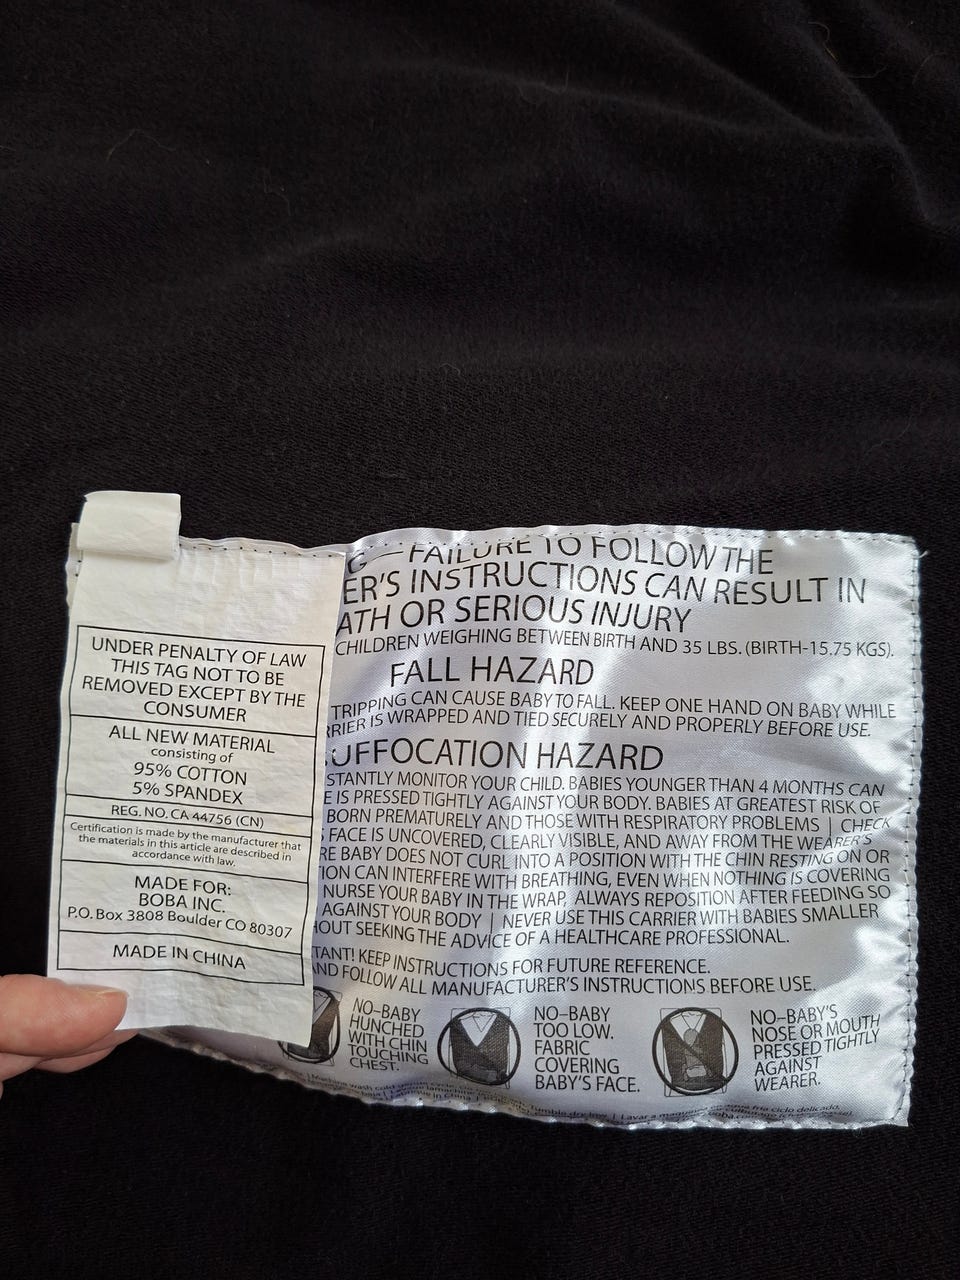 UNDER PENALTY OF LAW
THIS TAG NOT TO BE
REMOVED EXCEPT BY THE
CONSUMER
ALL NEW MATERIAL
consisting of
95% COTTON
5% SPANDEX
REG. NO. CA 44756 (CN)
Certification is made by the manufacturer that
the materials in this article are described in
accordance with law.
MADE FOR:
BOBA INC.
P.O. Box 3808 Boulder CO 80307
MADE IN CHINA
G— FAILURE TO FOLLOW THE
ER'S INSTRUCTIONS CAN RESULT IN
ATH OR SERIOUS INJURY
CHILDREN WEIGHING BETWEEN BIRTH AND 35 LBS. (BIRTH-15.75 KGS).
FALL HAZARD
TRIPPING CAN CAUSE BABY TO FALL. KEEP ONE HAND ON BABY WHILE
RIER IS WRAPPED AND TIED SECURELY AND PROPERLY BEFORE USE.
UFFOCATION HAZARD
STANTLY MONITOR YOUR CHILD. BABIES YOUNGER THAN 4 MONTHS CAN
E IS PRESSED TIGHTLY AGAINST YOUR BODY. BABIES AT GREATEST RISK OF
BORN PREMATURELY AND THOSE WITH RESPIRATORY PROBLEMS | CHECK
FACE IS UNCOVERED, CLEARLY VISIBLE, AND AWAY FROM THE WEARER'S
RE BABY DOES NOT CURL INTO A POSITION WITH THE CHIN RESTING ON OR
ION CAN INTERFERE WITH BREATHING, EVEN WHEN NOTHING IS COVERING
NURSE YOUR BABY IN THE WRAP. ALWAYS REPOSITION AFTER FEEDING SO
AGAINST YOUR BODY | NEVER USE THIS CARRIER WITH BABIES SMALLER
HOUT SEEKING THE ADVICE OF A HEALTHCARE PROFESSIONAL.
TANT! KEEP INSTRUCTIONS FOR FUTURE REFERENCE.
AND FOLLOW ALL MANUFACTURER'S INSTRUCTIONS BEFORE USE.
NO–BABY
HUNCHED
WITH CHIN
TOUCHING
CHEST.
NO–BABY
TOO LOW.
FABRIC
COVERING
BABY'S FACE.
NO–BABY'S
NOSE OR MOUTH
PRESSED TIGHTLY
AGAINST
WEARER.
Machine wash cold
Tumble dry low | Lavar a
fria ciclo delicado,